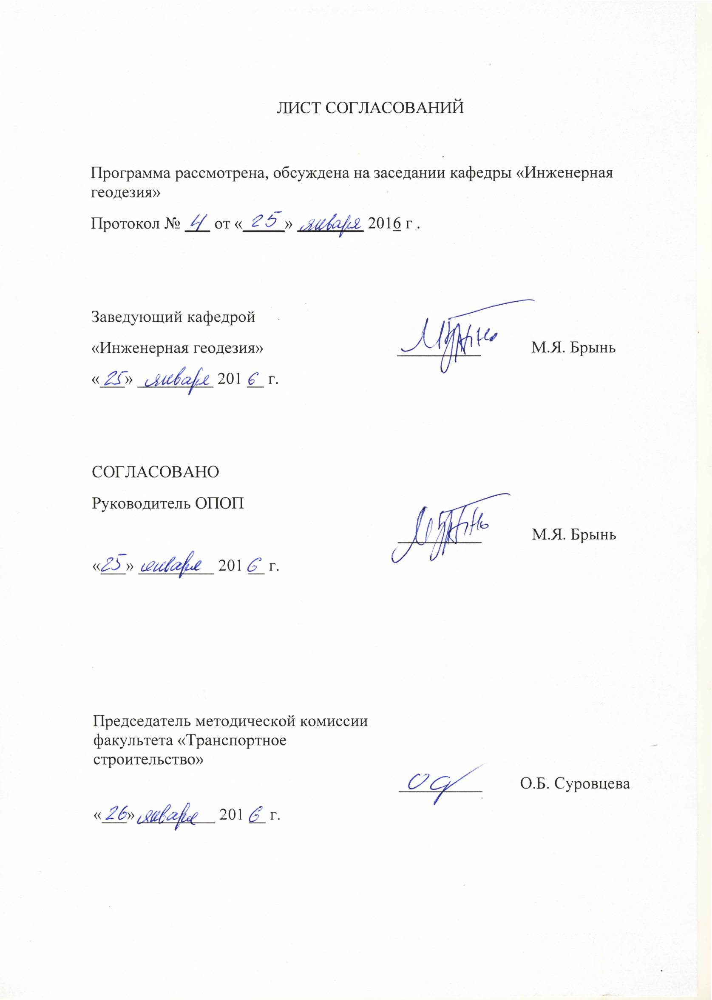 ЛИСТ СОГЛАСОВАНИЙ
Программа рассмотрена, обсуждена на заседании кафедры «Инженерная
геодезия»
Протокол № 4 от «25» января 2016 г .
Заведующий кафедрой
«Инженерная геодезия» М.Я. Брынь
«25» января 201 6 г.
СОГЛАСОВАНО
Руководитель ОПОП
М.Я. Брынь
«25» января 201 6 г.
Председатель методической комиссии
факультета «Транспортное
строительство»
О.Б. Суровцева
«26» января 201 6 г.